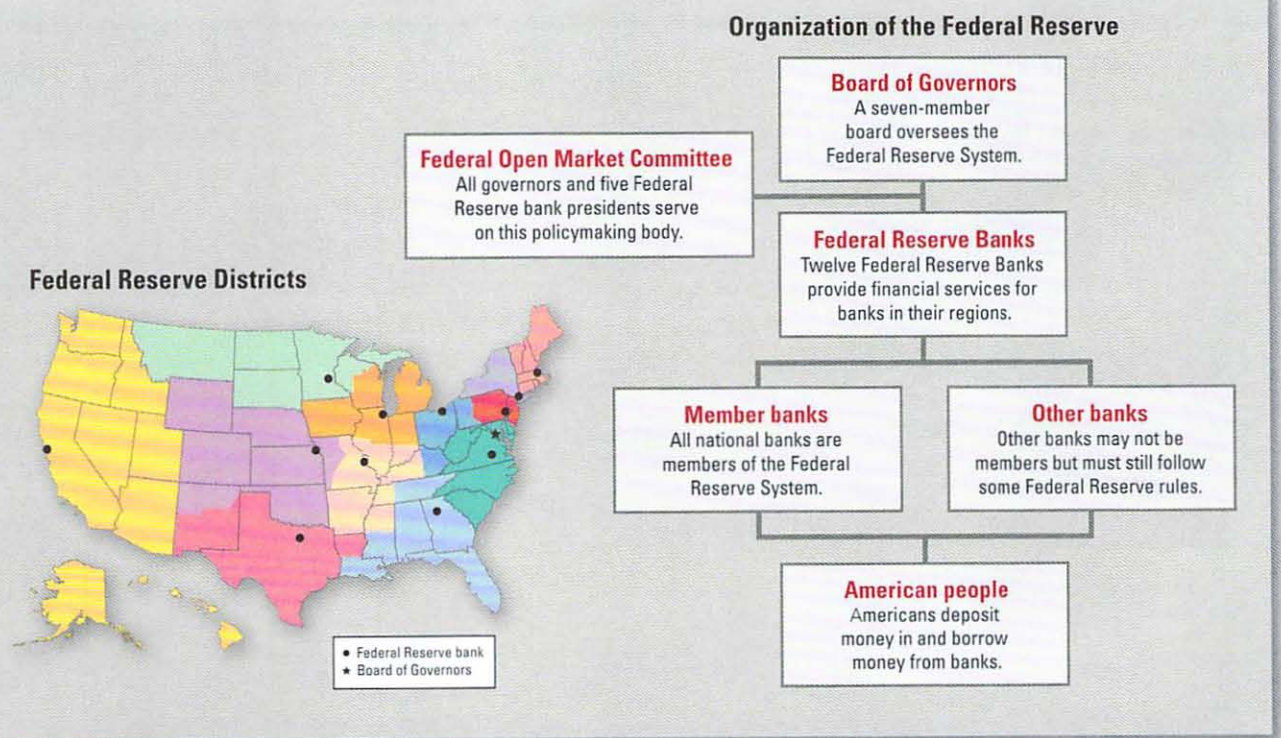 Organization of the Federal Reserve
Board of Governors
A seven-member
board oversees the
Federal Reserve System.
Federal Open Market Committee
All governors and five Federal
Reserve bank presidents serve
on this policymaking body.
Federal Reserve Banks
Twelve Federal Reserve Banks
provide financial services for
banks in their regions.
Member banks
All national banks are
members of the Federal
Reserve System.
Other banks
Other banks may not be
members but must still follow
some Federal Reserve rules.
American people
Americans deposit
money in and borrow
money from banks.
Federal Reserve Districts
• Federal Reserve bank
★ Board of Governors